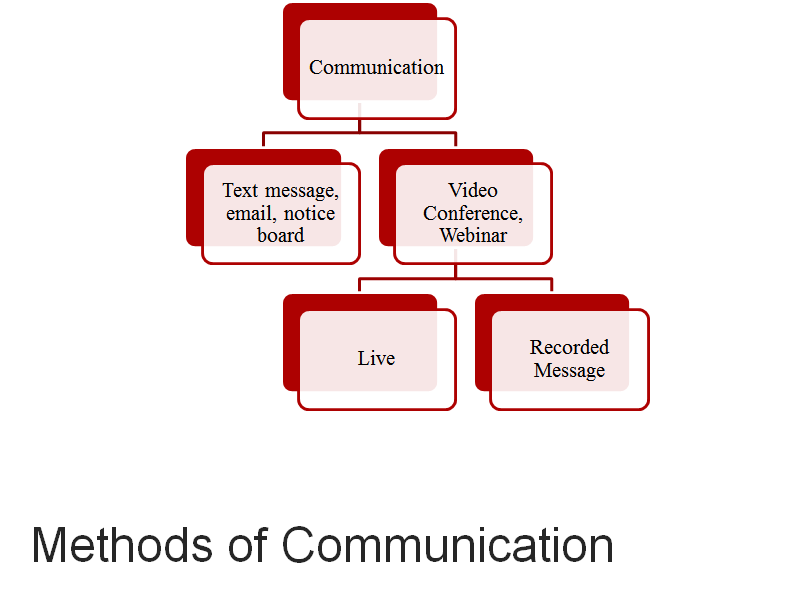 Communication
Text message,
email, notice
board
Video
Conference,
Webinar
Live
Recorded
Message
Methods of Communication